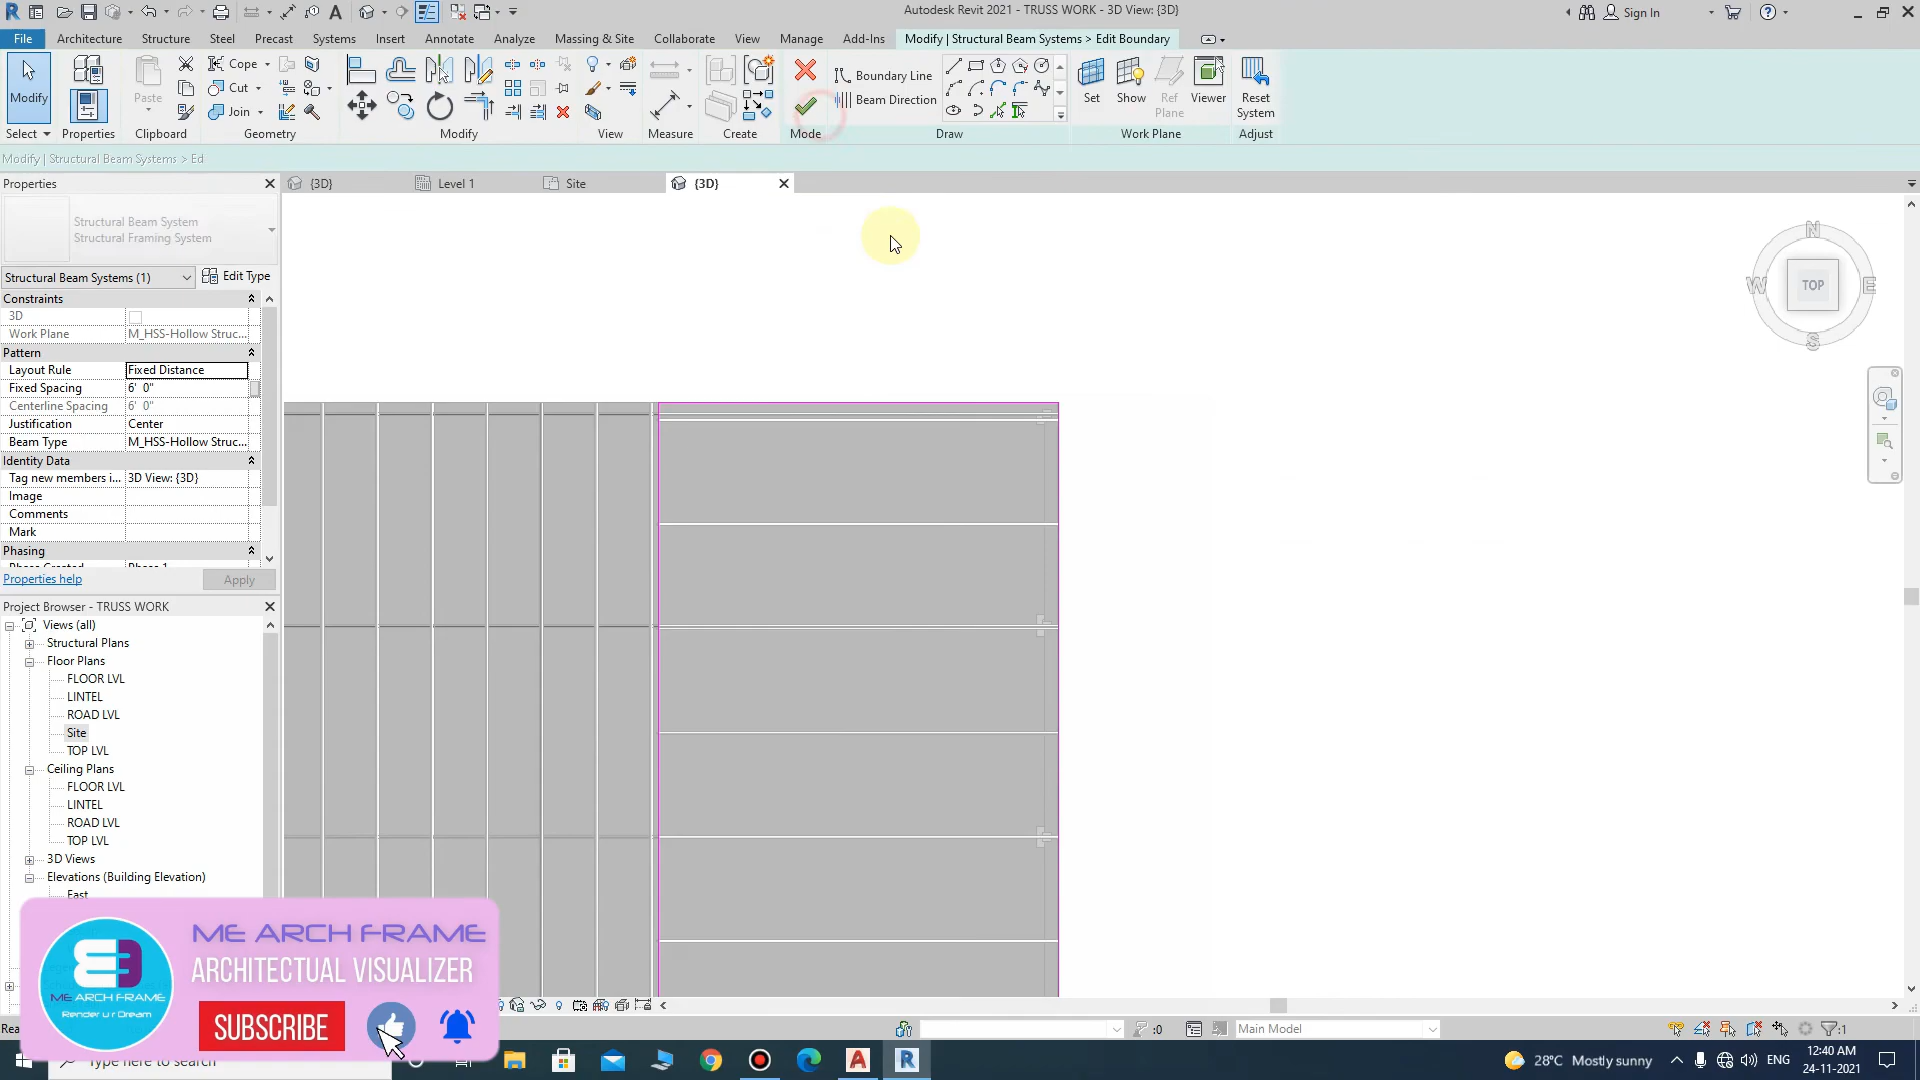 Autodesk Revit 2021 - TRUSS WORK - 3D View: {3D}
Sign In
File Architecture Structure Steel Precast Systems Insert Annotate Analyze Massing & Site Collaborate View Manage Add-Ins Modify | Structural Beam Systems > Edit Boundary
Modify
Paste
Cope
Cut
Join
Boundary Line
Beam Direction
Set
Show
Ref Plane
Viewer
Reset System
Select Properties Clipboard Geometry Modify View Measure Create Mode Draw Work Plane Adjust
Modify | Structural Beam Systems > Ed
Properties
{3D} Level 1 Site {3D}
Structural Beam System
Structural Framing System
Structural Beam Systems (1) Edit Type
Constraints
3D
Work Plane M_HSS-Hollow Struc...
Pattern
Layout Rule Fixed Distance
Fixed Spacing 6' 0"
Centerline Spacing 6' 0"
Justification Center
Beam Type M_HSS-Hollow Struc...
Identity Data
Tag new members i... 3D View: {3D}
Image
Comments
Mark
Phasing
Properties help Apply
Project Browser - TRUSS WORK
Views (all)
Structural Plans
Floor Plans
FLOOR LVL
LINTEL
ROAD LVL
Site
TOP LVL
Ceiling Plans
FLOOR LVL
LINTEL
ROAD LVL
TOP LVL
3D Views
Elevations (Building Elevation)
East
N
W TOP E
S
ME ARCH FRAME
ARCHITECTUAL VISUALIZER
ME ARCH FRAME
Render u r Dream
SUBSCRIBE
:0
Main Model
:1
Type here to search
28°C Mostly sunny
ENG
12:40 AM
24-11-2021